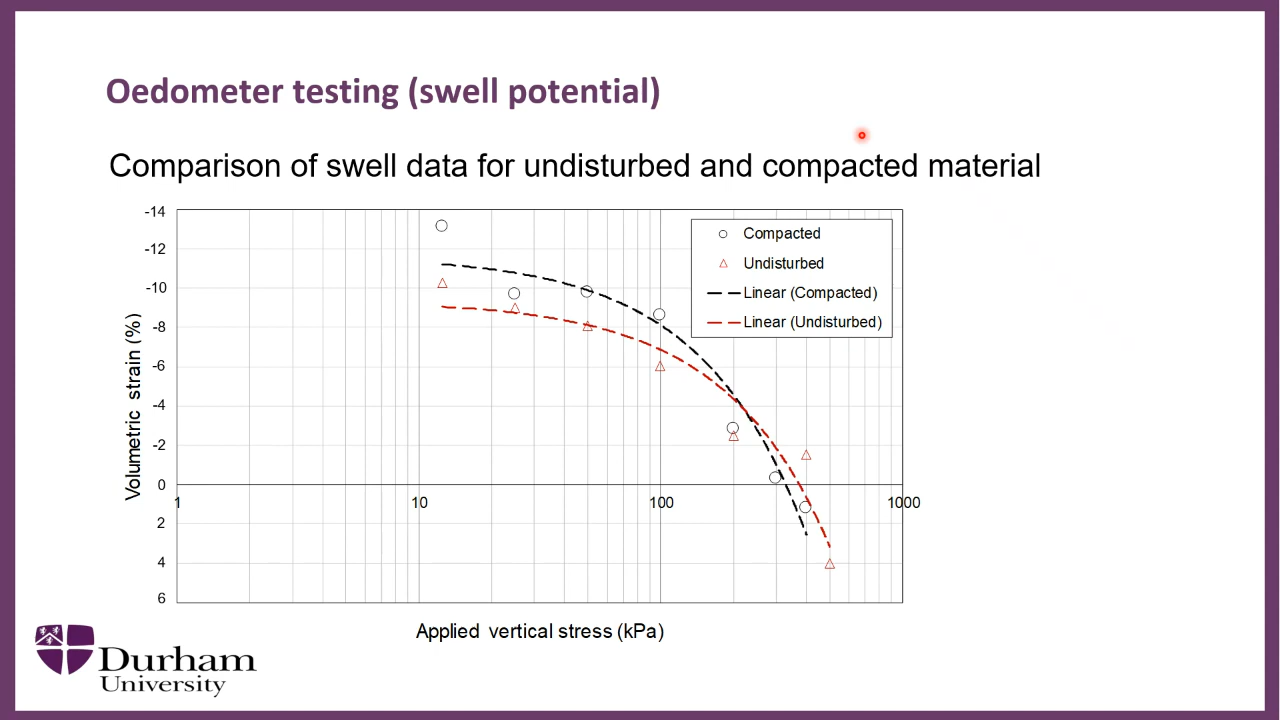 Oedometer testing (swell potential)
Comparison of swell data for undisturbed and compacted material
-14
-12
-10
-8
-6
-4
-2
0
2
4
6
Volumetric strain (%)
1
10
100
1000
Compacted
Undisturbed
Linear (Compacted)
Linear (Undisturbed)
Applied vertical stress (kPa)
Durham
University